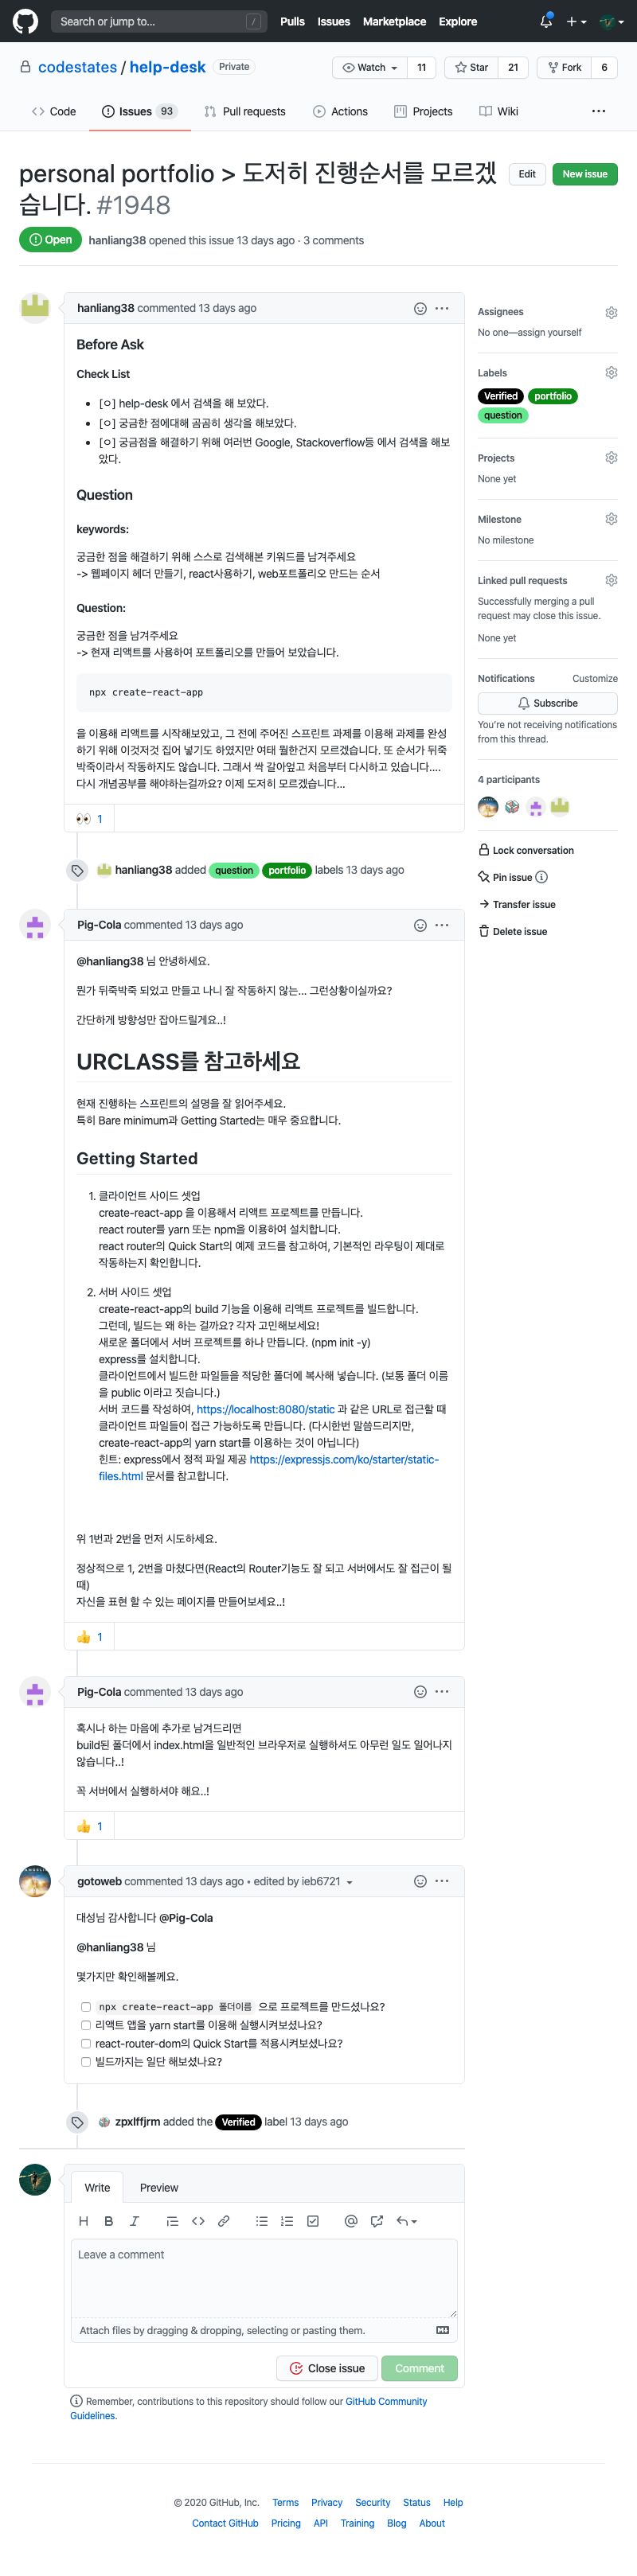 Search or jump to...
/
Pulls
Issues
Marketplace
Explore
codestates / help-desk
Private
Watch
11
Star
21
Fork
6
Code
Issues 93
Pull requests
Actions
Projects
Wiki
personal portfolio > 도저히 진행순서를 모르겠
습니다. #1948
Edit
New issue
Open
hanliang38 opened this issue 13 days ago · 3 comments
hanliang38 commented 13 days ago
Before Ask
Check List
[ㅇ] help-desk 에서 검색을 해 보았다.
[ㅇ] 궁금한 점에대해 곰곰히 생각을 해보았다.
[ㅇ] 궁금점을 해결하기 위해 여러번 Google, Stackoverflow등 에서 검색을 해보
았다.
Question
keywords:
궁금한 점을 해결하기 위해 스스로 검색해본 키워드를 남겨주세요
-> 웹페이지 헤더 만들기, react사용하기, web포트폴리오 만드는 순서
Question:
궁금한 점을 남겨주세요
-> 현재 리액트를 사용하여 포트폴리오를 만들어 보았습니다.
npx create-react-app
을 이용해 리액트를 시작해보았고, 그 전에 주어진 스프린트 과제를 이용해 과제를 완성
하기 위해 이것저것 집어 넣기도 하였지만 여태 뭘한건지 모르겠습니다. 또 순서가 뒤죽
박죽이라서 작동하지도 않습니다. 그래서 싹 갈아엎고 처음부터 다시하고 있습니다....
다시 개념공부를 해야하는걸까요? 이제 도저히 모르겠습니다...
1
Assignees
No one—assign yourself
Labels
Verified
portfolio
question
Projects
None yet
Milestone
No milestone
Linked pull requests
Successfully merging a pull
request may close this issue.
None yet
Notifications
Customize
Subscribe
You're not receiving notifications
from this thread.
4 participants
Lock conversation
Pin issue
Transfer issue
Delete issue
hanliang38 added question portfolio labels 13 days ago
Pig-Cola commented 13 days ago
@hanliang38 님 안녕하세요.
뭔가 뒤죽박죽 되었고 만들고 나니 잘 작동하지 않는... 그런상황이실까요?
간단하게 방향성만 잡아드릴게요..!
URCLASS를 참고하세요
현재 진행하는 스프린트의 설명을 잘 읽어주세요.
특히 Bare minimum과 Getting Started는 매우 중요합니다.
Getting Started
1. 클라이언트 사이드 셋업
create-react-app 을 이용해서 리액트 프로젝트를 만듭니다.
react router를 yarn 또는 npm을 이용하여 설치합니다.
react router의 Quick Start의 예제 코드를 참고하여, 기본적인 라우팅이 제대로
작동하는지 확인합니다.
2. 서버 사이드 셋업
create-react-app의 build 기능을 이용해 리액트 프로젝트를 빌드합니다.
그런데, 빌드는 왜 하는 걸까요? 각자 고민해보세요!
새로운 폴더에서 서버 프로젝트를 하나 만듭니다. (npm init -y)
express를 설치합니다.
클라이언트에서 빌드한 파일들을 적당한 폴더에 복사해 넣습니다. (보통 폴더 이름
을 public 이라고 짓습니다.)
서버 코드를 작성하여, https://localhost:8080/static 과 같은 URL로 접근할 때
클라이언트 파일들이 접근 가능하도록 만듭니다. (다시한번 말씀드리지만,
create-react-app의 yarn start를 이용하는 것이 아닙니다)
힌트: express에서 정적 파일 제공 https://expressjs.com/ko/starter/static-
files.html 문서를 참고합니다.
위 1번과 2번을 먼저 시도하세요.
정상적으로 1, 2번을 마쳤다면(React의 Router기능도 잘 되고 서버에서도 잘 접근이 될
때)
자신을 표현 할 수 있는 페이지를 만들어보세요..!
1
Pig-Cola commented 13 days ago
혹시나 하는 마음에 추가로 남겨드리면
build된 폴더에서 index.html을 일반적인 브라우저로 실행하셔도 아무런 일도 일어나지
않습니다..!
꼭 서버에서 실행하셔야 해요..!
1
gotoweb commented 13 days ago • edited by ieb6721
대성님 감사합니다 @Pig-Cola
@hanliang38 님
몇가지만 확인해볼께요.
npx create-react-app 폴더이름 으로 프로젝트를 만드셨나요?
리액트 앱을 yarn start를 이용해 실행시켜보셨나요?
react-router-dom의 Quick Start를 적용시켜보셨나요?
빌드까지는 일단 해보셨나요?
zpxlffjrm added the Verified label 13 days ago
Write
Preview
Leave a comment
Attach files by dragging & dropping, selecting or pasting them.
Close issue
Comment
Remember, contributions to this repository should follow our GitHub Community
Guidelines.
© 2020 GitHub, Inc.
Terms
Privacy
Security
Status
Help
Contact GitHub
Pricing
API
Training
Blog
About